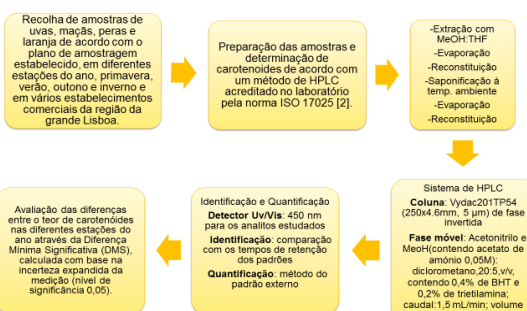 Recolha de amostras de
uvas, maçãs, peras e
laranja de acordo com o
plano de amostragem
estabelecido, em diferentes
estações do ano, primavera,
verão, outono e inverno e
em vários estabelecimentos
comerciais da região da
grande Lisboa.
Preparação das amostras e
determinação de
carotenoides de acordo com
um método de HPLC
acreditado no laboratório
pela norma ISO 17025 [2].
-Extração com
MeOH:THF
-Evaporação
-Reconstituição
-Saponificação à
temp. ambiente
-Evaporação
-Reconstituição
Sistema de HPLC
Coluna: Vydac201TP54
(250x4.6mm, 5 µm) de fase
invertida
Fase móvel: Acetonitrilo e
MeOH(contendo acetato de
amónio 0,05M):
diclorometano,20:5,v/v,
contendo 0,4% de BHT e
0,2% de trietilamina;
caudal:1,5 mL/min; volume
Identificação e Quantificação
Detector Uv/Vis: 450 nm
para os analitos estudados
Identificação: comparação
com os tempos de retenção
dos padrões
Quantificação: método do
padrão externo
Avaliação das diferenças
entre o teor de carotenóides
nas diferentes estações do
ano através da Diferença
Mínima Significativa (DMS),
calculada com base na
incerteza expandida da
medição (nível de
significância 0,05).